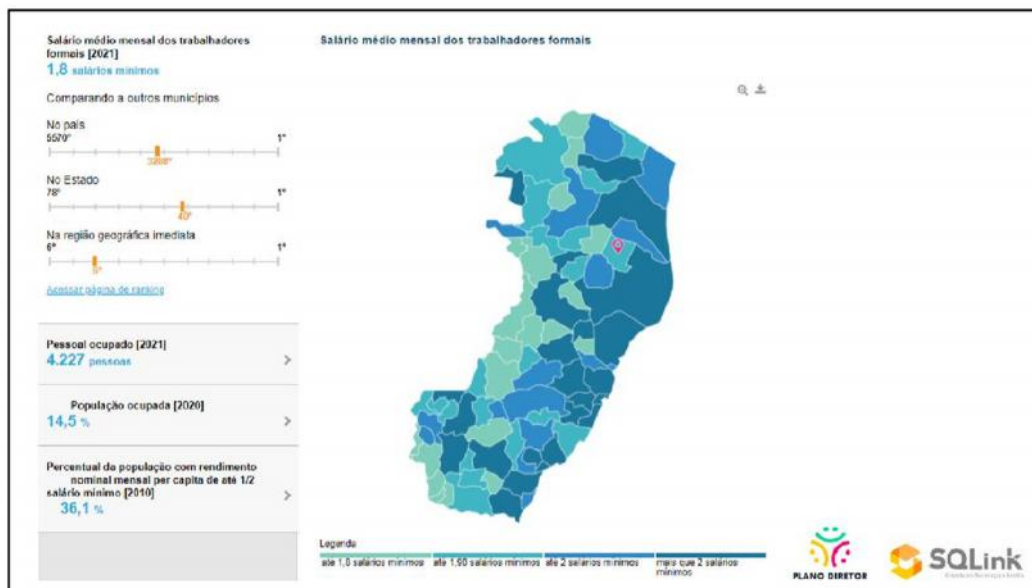 Salário médio mensal dos trabalhadores
formais [2021]
1,8 salários mínimos
Comparando a outros municípios
No país
5570° 1°
No Estado
78° 1°
40°
Na região geográfica imediata
6° 1°
5°
Acessar página de ranking
Pessoal ocupado [2021]
4.227 pessoas
População ocupada [2020]
14,5 %
Percentual da população com rendimento
nominal mensal per capita de até 1/2
salário mínimo [2010]
36,1 %
Salário médio mensal dos trabalhadores formais
Legenda
até 1,8 salários mínimos até 1,90 salários mínimos até 2 salários mínimos mais que 2 salários
mínimos
PLANO DIRETOR
SQLink